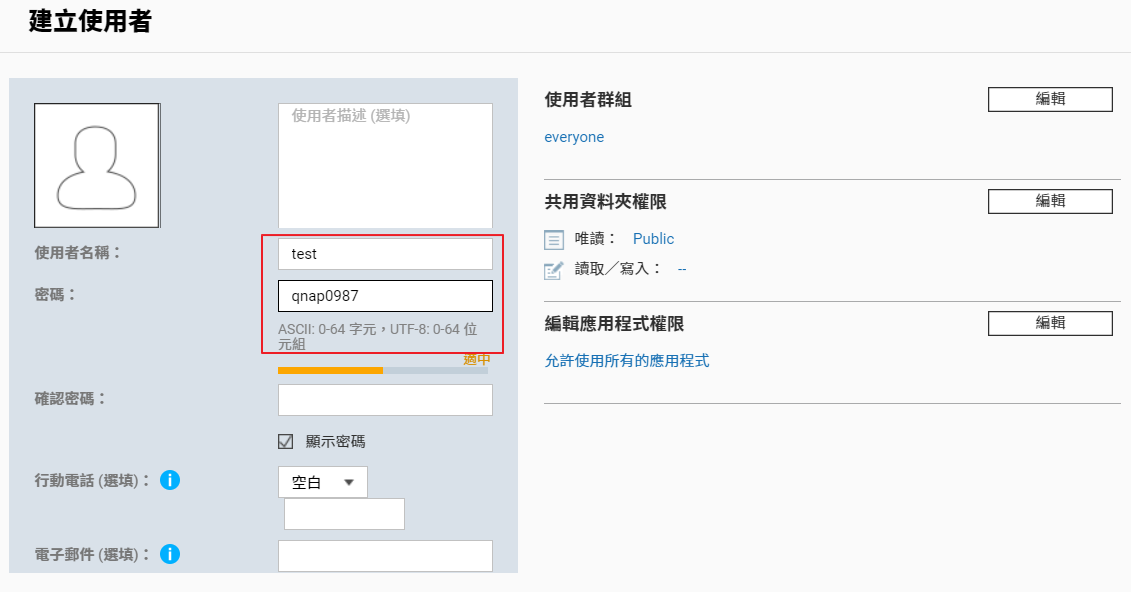 建立使用者
使用者描述 (選填)
使用者名稱：
test
密碼：
qnap0987
ASCII: 0-64 字元，UTF-8: 0-64 位
元組
適中
確認密碼：
顯示密碼
行動電話 (選填)：
空白
電子郵件 (選填)：
使用者群組
編輯
everyone
共用資料夾權限
編輯
唯讀： Public
讀取／寫入： --
編輯應用程式權限
編輯
允許使用所有的應用程式